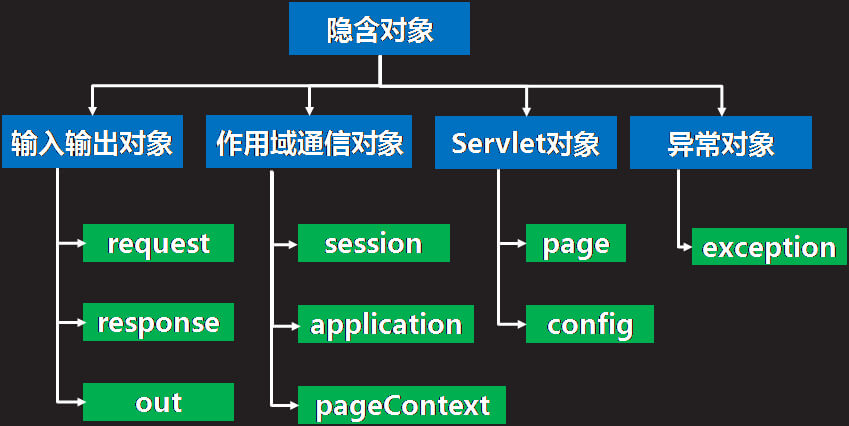 隐含对象
输入输出对象
作用域通信对象
Servlet对象
异常对象
request
session
page
exception
response
application
config
out
pageContext